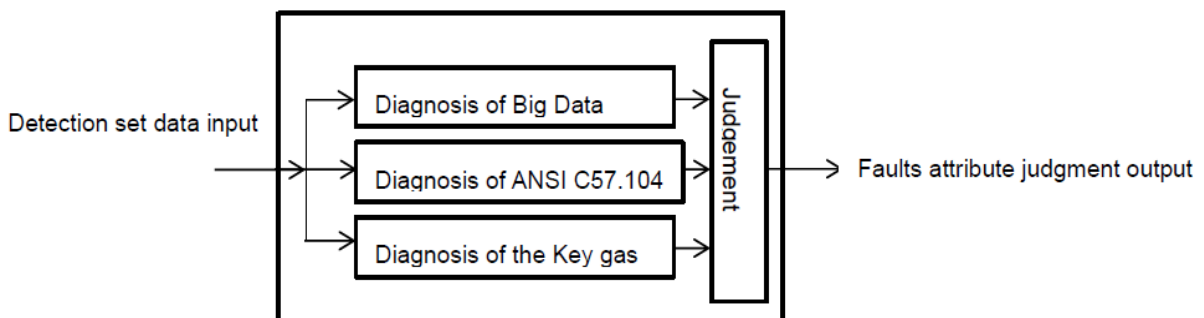 Diagnosis of Big Data
Detection set data input
Diagnosis of ANSI C57.104
Diagnosis of the Key gas
Judgement
Faults attribute judgment output